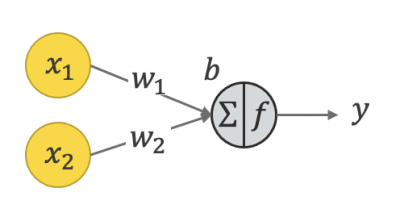 x₁
w₁
b
Σ f
y
x₂
w₂